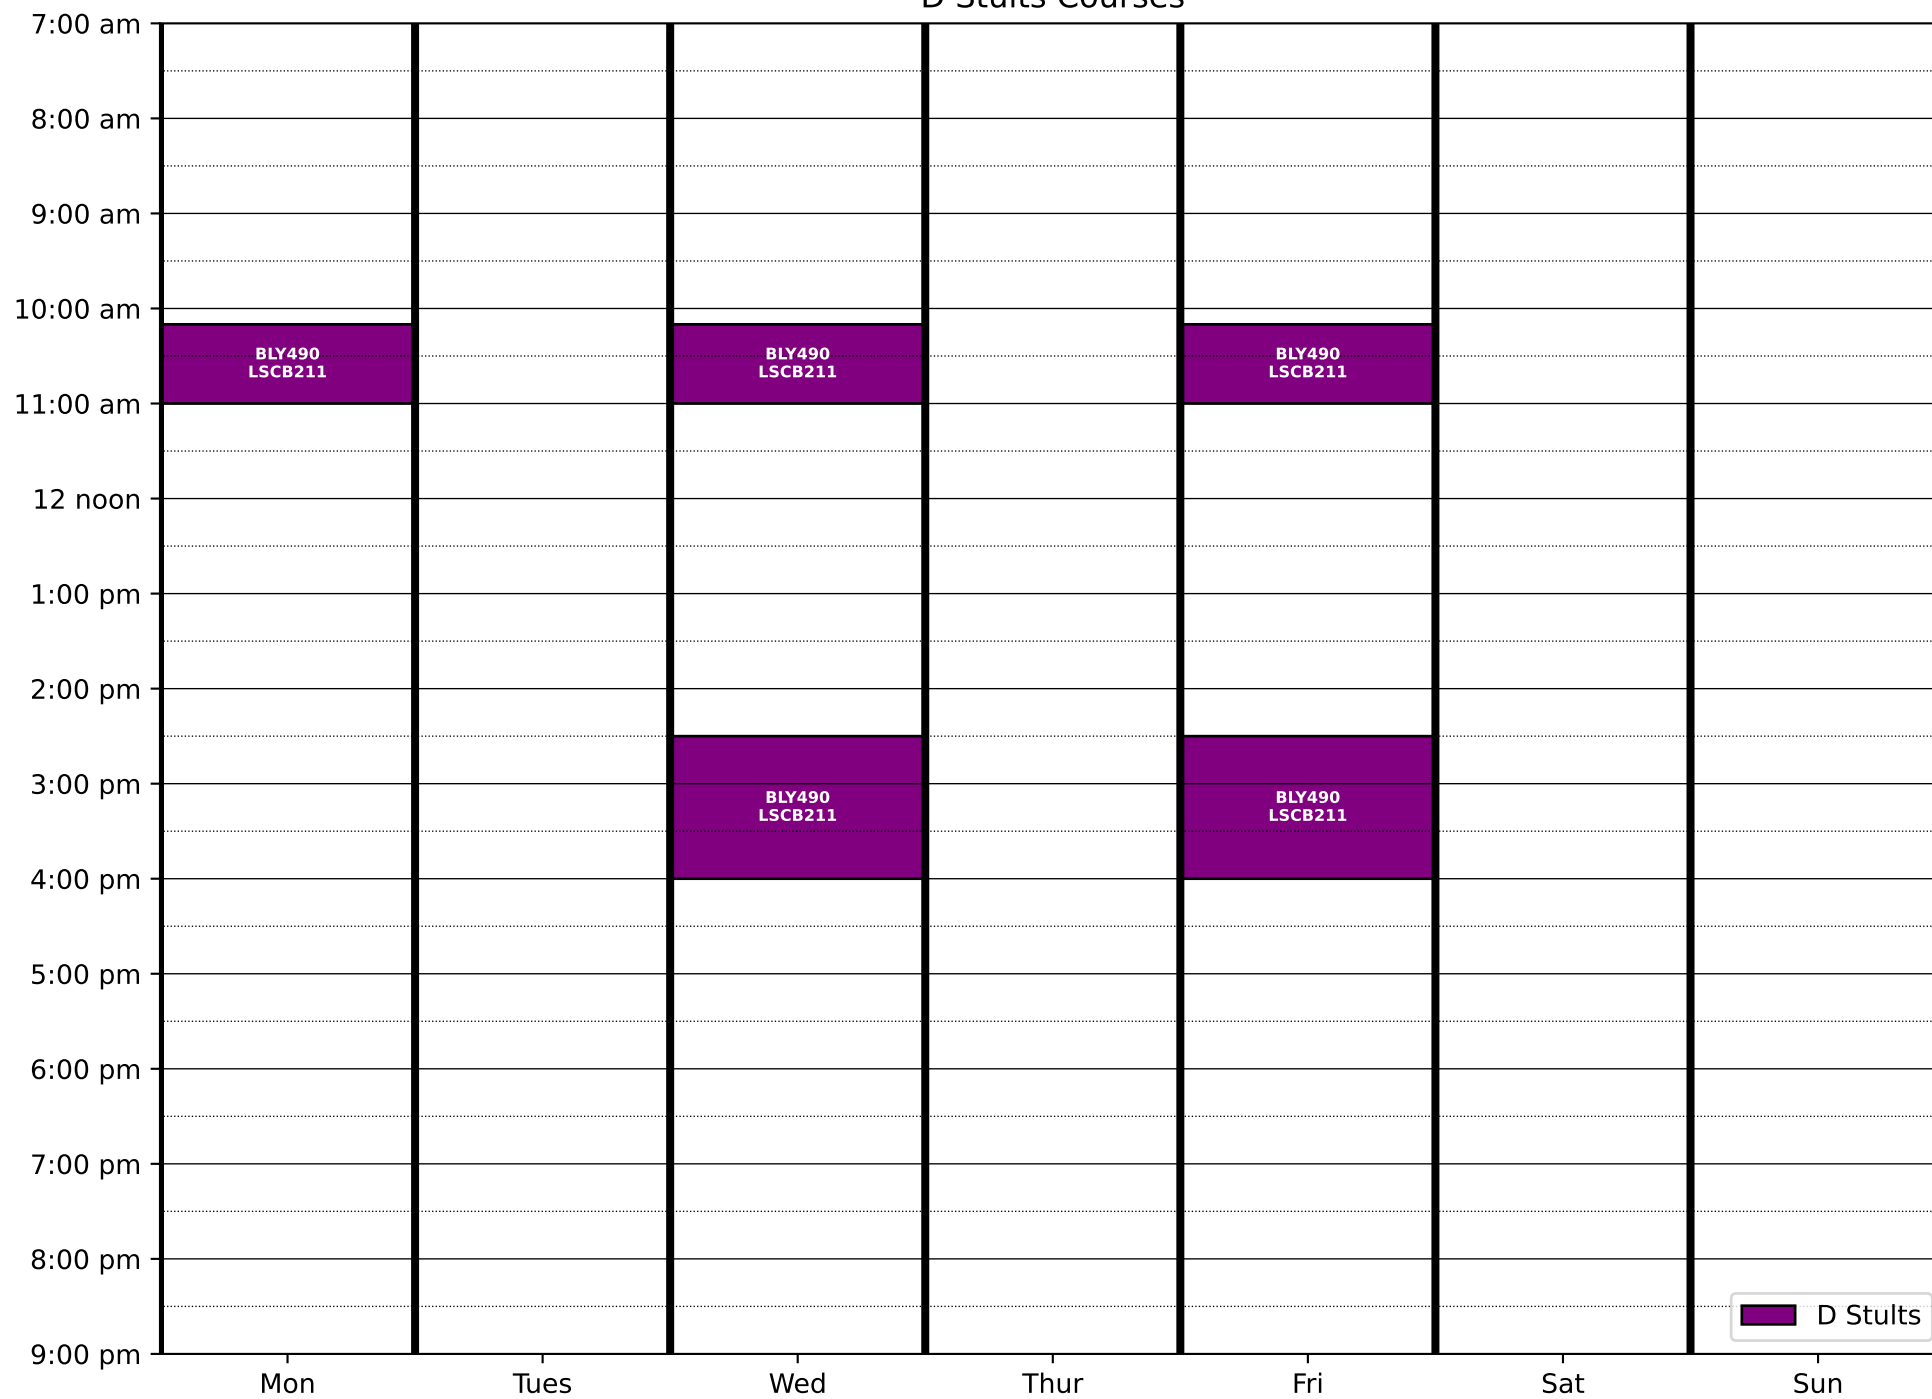 D Stults Courses
7:00 am
8:00 am
9:00 am
10:00 am
BLY490
LSCB211
BLY490
LSCB211
BLY490
LSCB211
11:00 am
12 noon
1:00 pm
2:00 pm
3:00 pm
BLY490
LSCB211
BLY490
LSCB211
4:00 pm
5:00 pm
6:00 pm
7:00 pm
8:00 pm
D Stults
9:00 pm
Mon Tues Wed Thur Fri Sat Sun